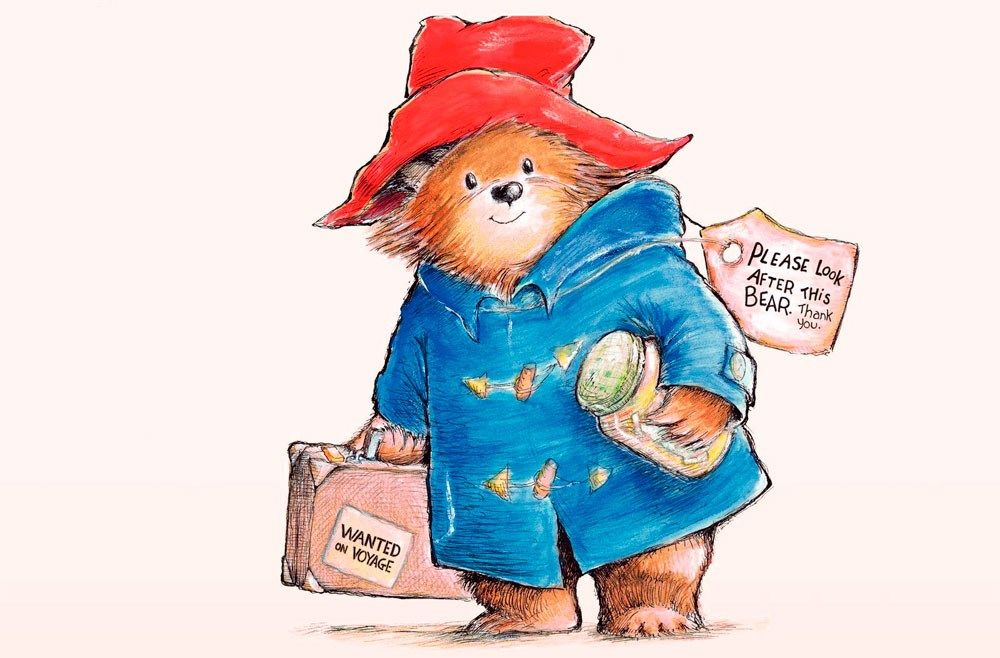 PLEASE LOOK
AFTER THIS
BEAR. Thank
you.
WANTED
ON VOYAGE